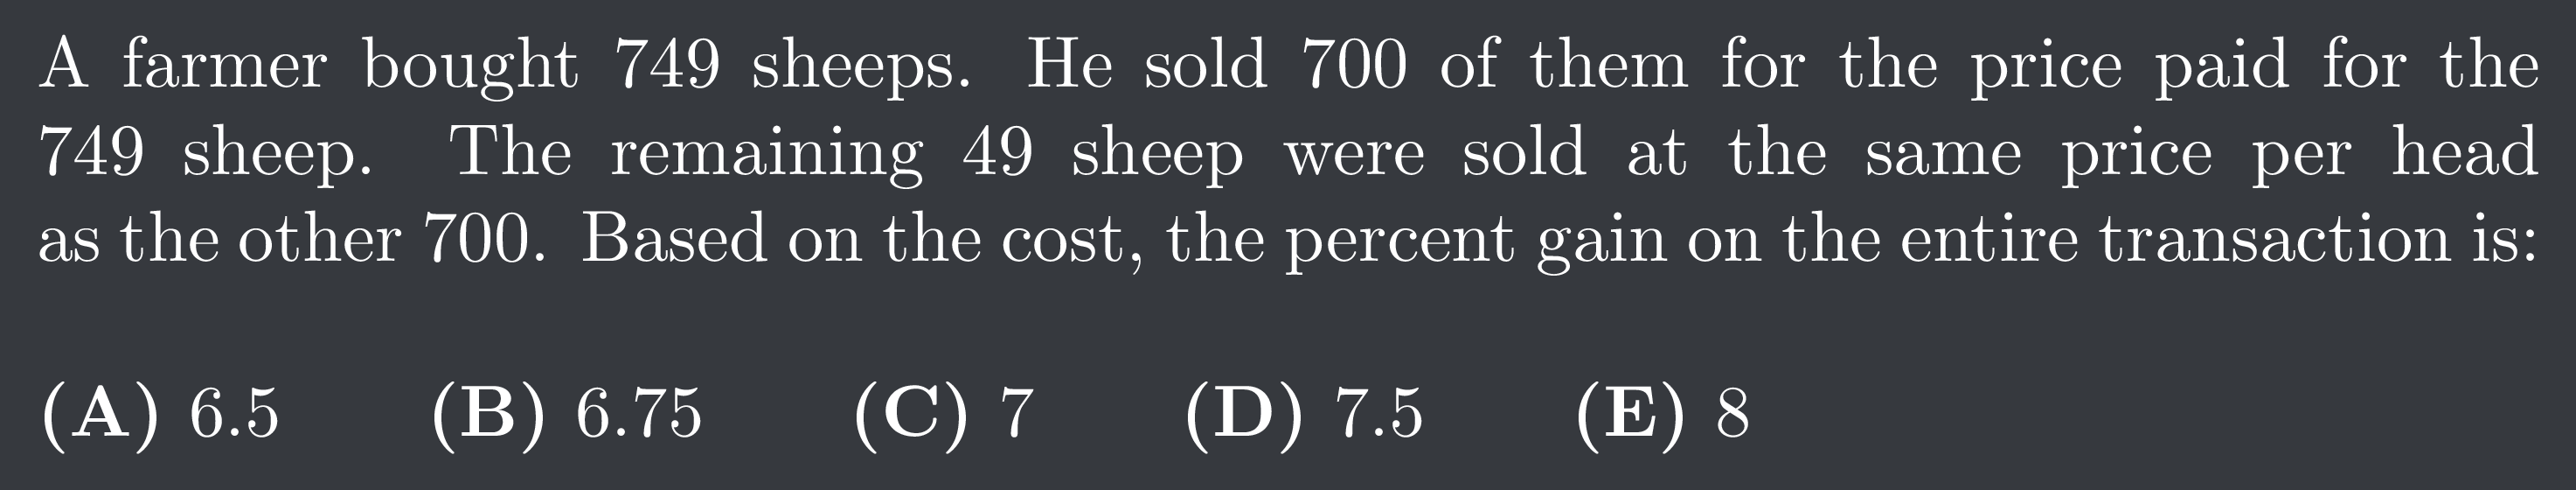 A farmer bought 749 sheeps. He sold 700 of them for the price paid for the
749 sheep. The remaining 49 sheep were sold at the same price per head
as the other 700. Based on the cost, the percent gain on the entire transaction is:
(A) 6.5 (B) 6.75 (C) 7 (D) 7.5 (E) 8